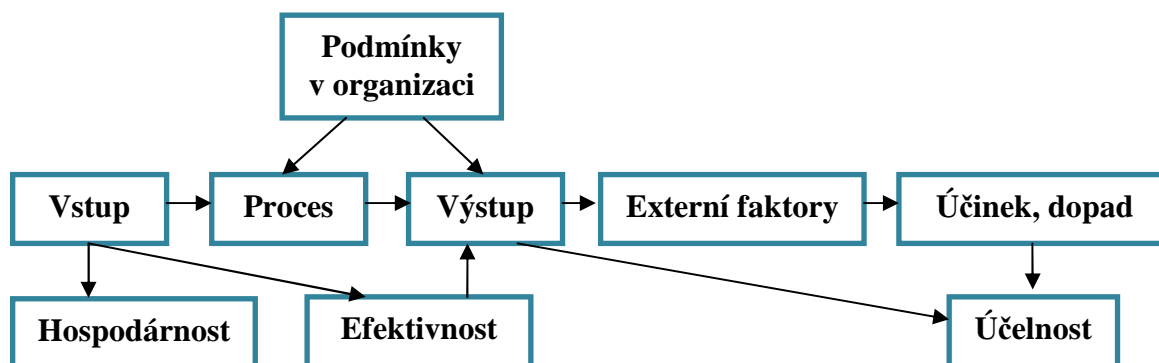 Podmínky
v organizaci
Vstup
Proces
Výstup
Externí faktory
Účinek, dopad
Hospodárnost
Efektivnost
Účelnost